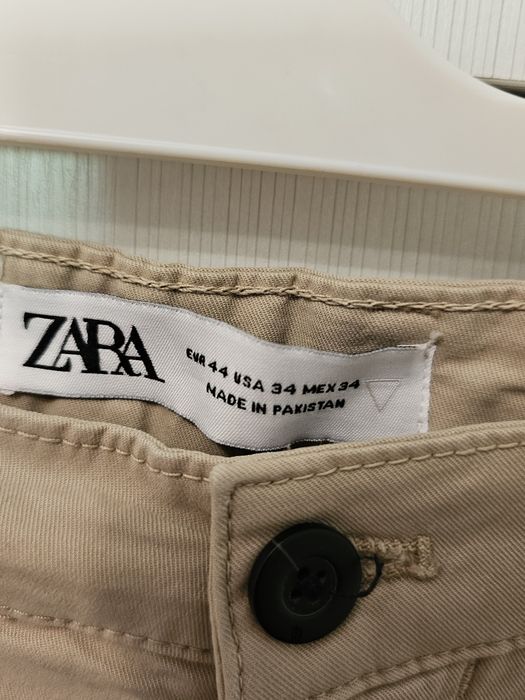 ZARA
EUR 44 USA 34 MEX 34
MADE IN PAKISTAN